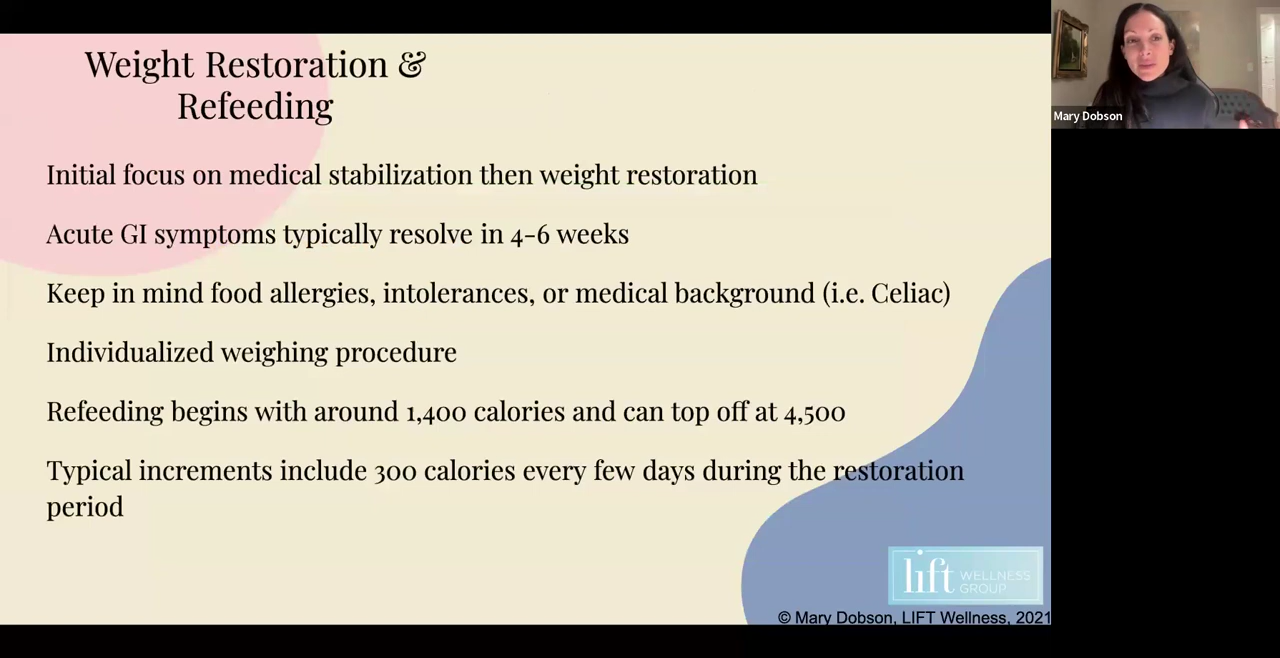 Weight Restoration &
Refeeding
Initial focus on medical stabilization then weight restoration
Acute GI symptoms typically resolve in 4-6 weeks
Keep in mind food allergies, intolerances, or medical background (i.e. Celiac)
Individualized weighing procedure
Refeeding begins with around 1,400 calories and can top off at 4,500
Typical increments include 300 calories every few days during the restoration
period
lift WELLNESS
GROUP
© Mary Dobson, LIFT Wellness, 2021
Mary Dobson